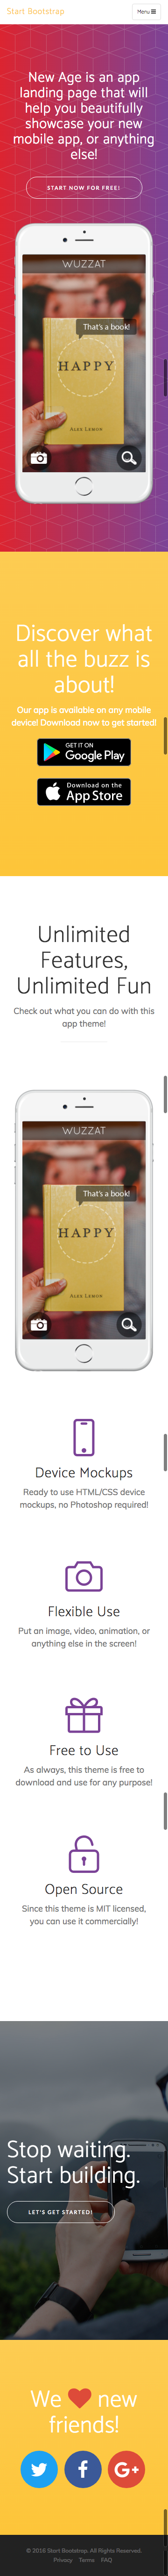 Start Bootstrap
Menu
New Age is an app
landing page that will
help you beautifully
showcase your new
mobile app, or anything
else!
START NOW FOR FREE!
WUZZAT
That's a book!
HAPPY
ALEX LEMON
Discover what
all the buzz is
about!
Our app is available on any mobile
device! Download now to get started!
GET IT ON
Google Play
Download on the
App Store
Unlimited
Features,
Unlimited Fun
Check out what you can do with this
app theme!
WUZZAT
That's a book!
HAPPY
ALEX LEMON
Device Mockups
Ready to use HTML/CSS device
mockups, no Photoshop required!
Flexible Use
Put an image, video, animation, or
anything else in the screen!
Free to Use
As always, this theme is free to
download and use for any purpose!
Open Source
Since this theme is MIT licensed,
you can use it commercially!
Stop waiting.
Start building.
LET'S GET STARTED!
We new
friends!
© 2018 Start Bootstrap. All Rights Reserved.
Privacy Terms FAQ